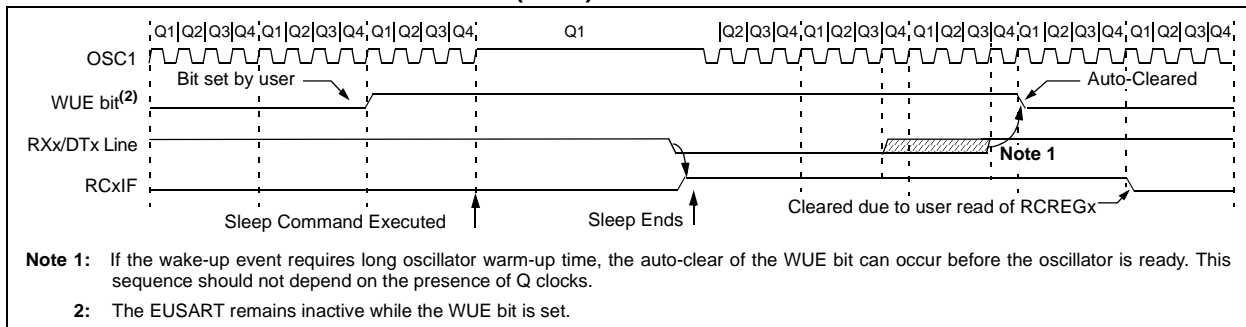 Q1|Q2|Q3|Q4|Q1|Q2|Q3|Q4|Q1|Q2|Q3|Q4 Q1 |Q2|Q3|Q4|Q1|Q2|Q3|Q4|Q1|Q2|Q3|Q4|Q1|Q2|Q3|Q4|Q1|Q2|Q3|Q4
OSC1
Bit set by user
Auto-Cleared
WUE bit(2)
RXx/DTx Line
Note 1
RCxIF
Cleared due to user read of RCREGx
Sleep Command Executed
Sleep Ends
Note 1: If the wake-up event requires long oscillator warm-up time, the auto-clear of the WUE bit can occur before the oscillator is ready. This
sequence should not depend on the presence of Q clocks.
2: The EUSART remains inactive while the WUE bit is set.